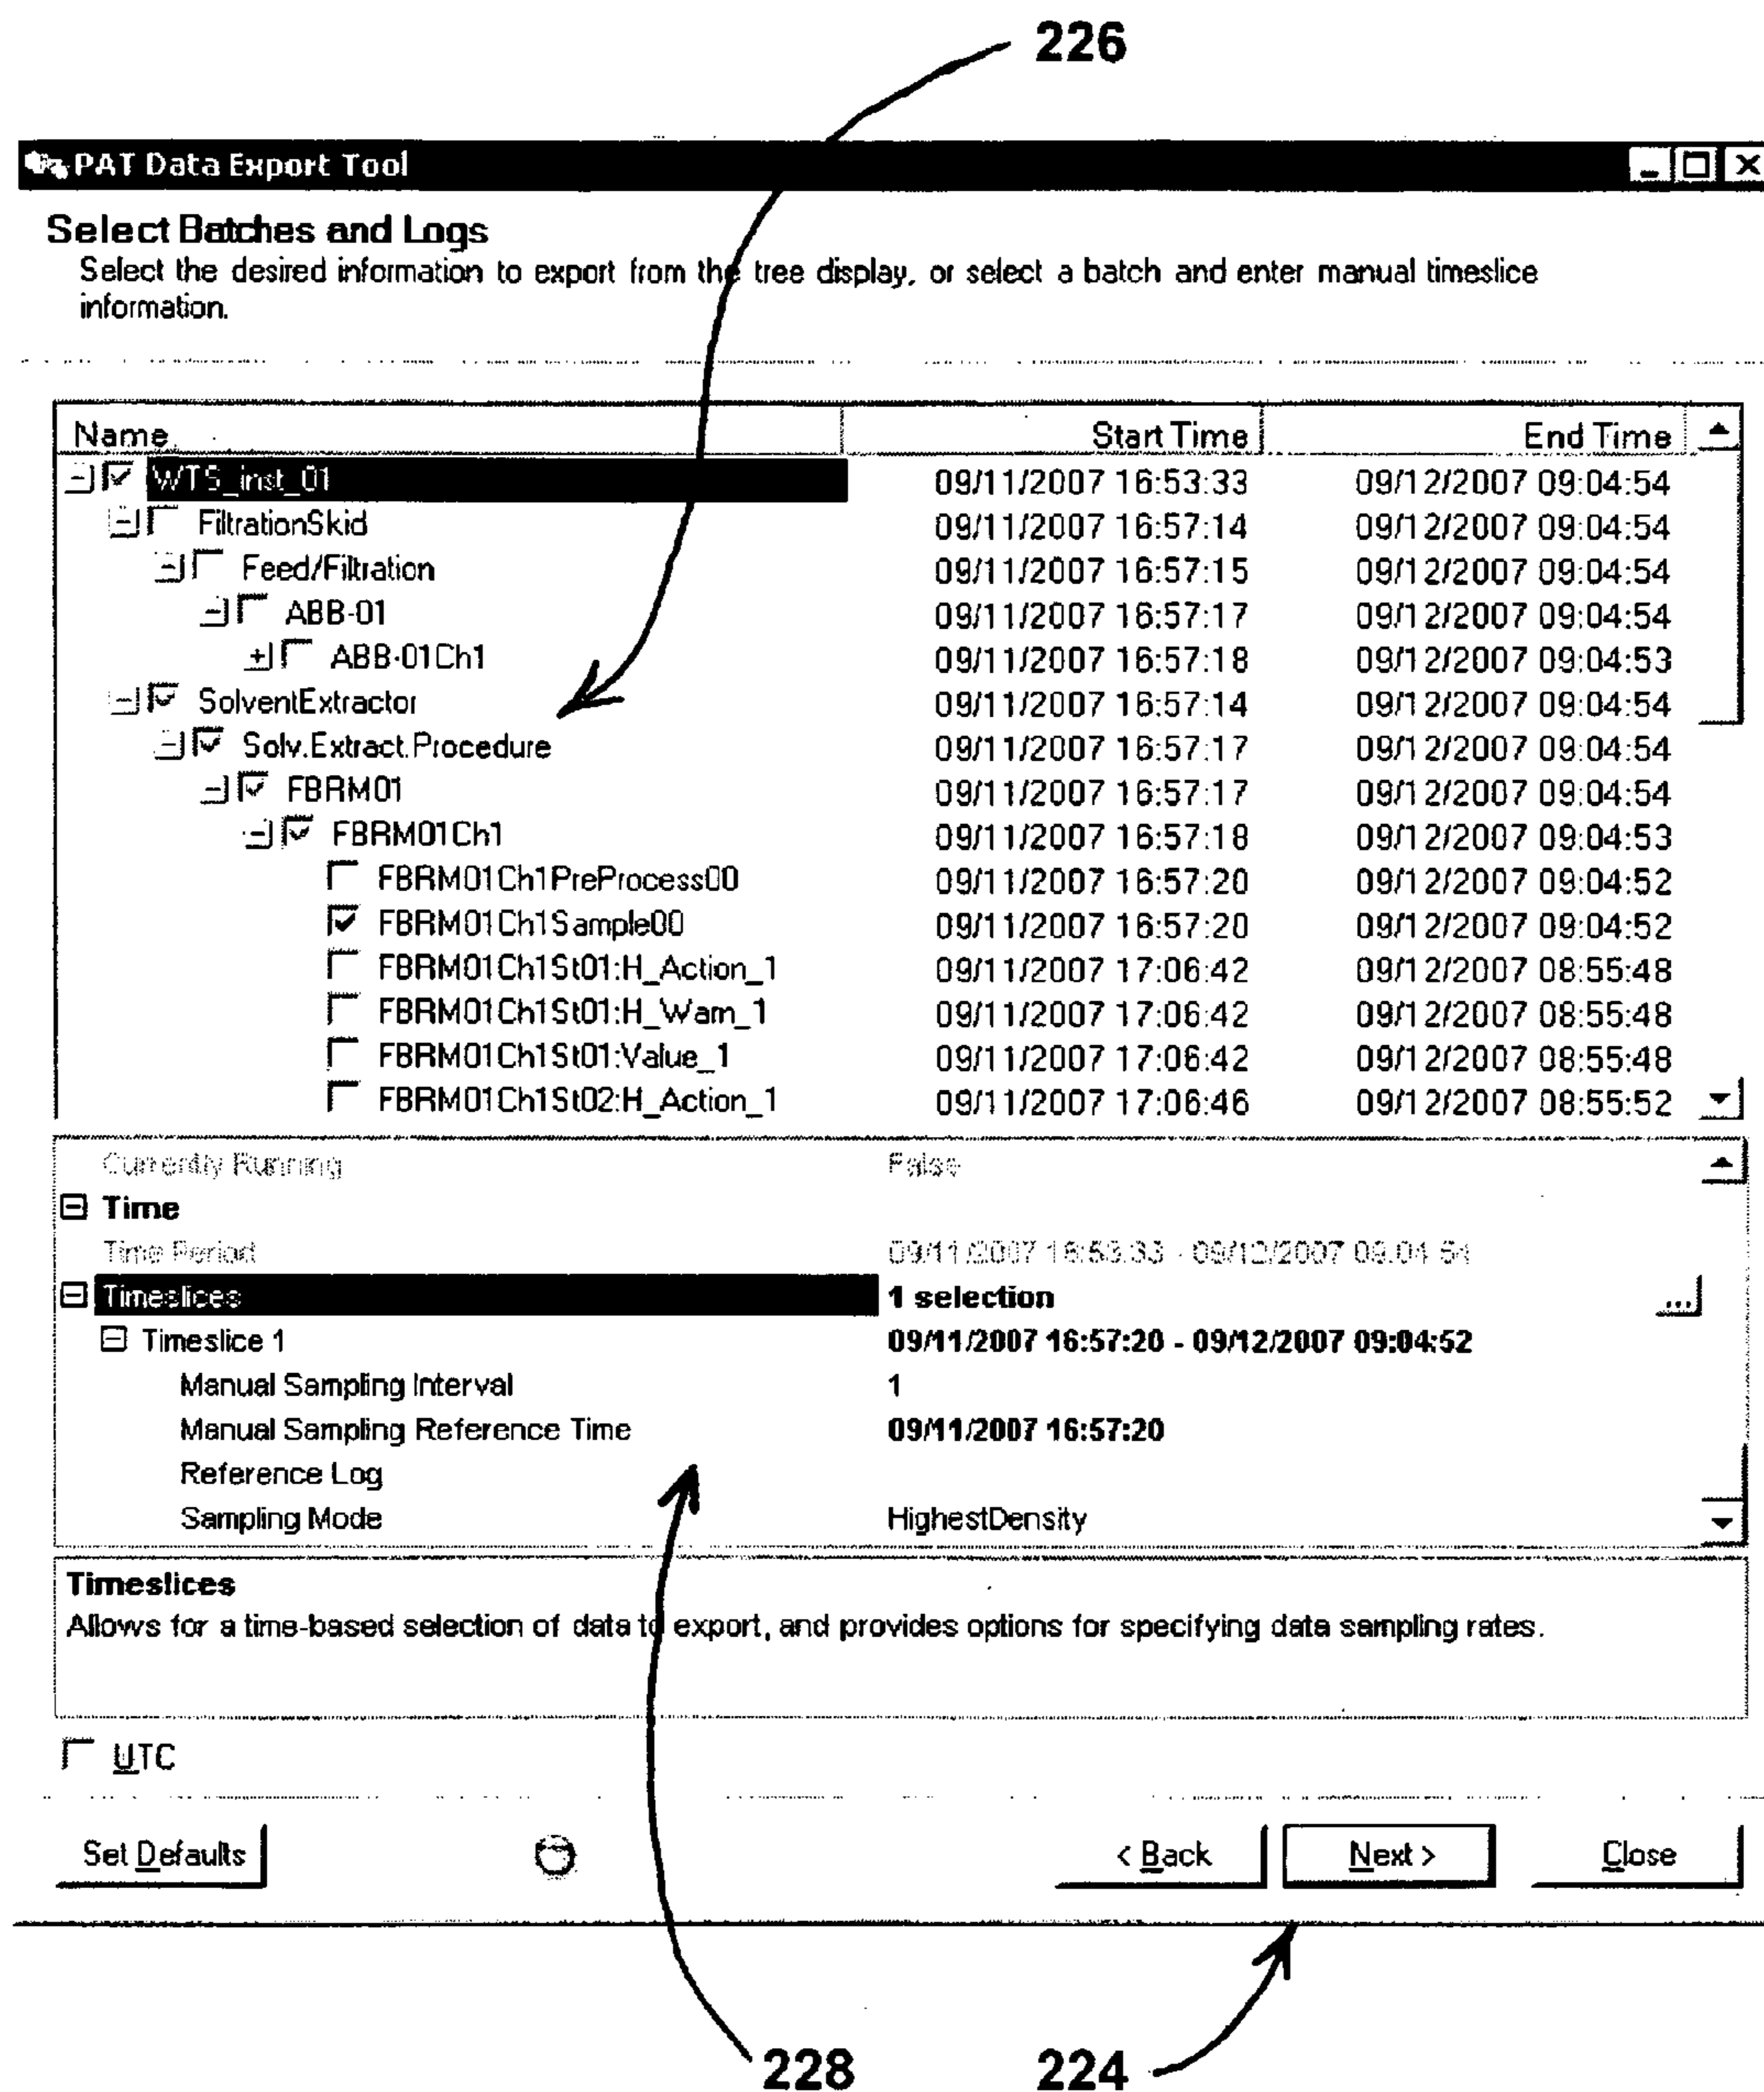 226
PAT Data Export Tool
Select Batches and Logs
Select the desired information to export from the tree display, or select a batch and enter manual timeslice
information.
Name Start Time End Time
WTS_inst_01 09/11/2007 16:53:33 09/12/2007 09:04:54
FiltrationSkid 09/11/2007 16:57:14 09/12/2007 09:04:54
Feed/Filtration 09/11/2007 16:57:15 09/12/2007 09:04:54
ABB-01 09/11/2007 16:57:17 09/12/2007 09:04:54
ABB-01Ch1 09/11/2007 16:57:18 09/12/2007 09:04:53
SolventExtractor 09/11/2007 16:57:14 09/12/2007 09:04:54
Solv.Extract.Procedure 09/11/2007 16:57:17 09/12/2007 09:04:54
FBRM01 09/11/2007 16:57:17 09/12/2007 09:04:54
FBRM01Ch1 09/11/2007 16:57:18 09/12/2007 09:04:53
FBRM01Ch1PreProcess00 09/11/2007 16:57:20 09/12/2007 09:04:52
FBRM01Ch1Sample00 09/11/2007 16:57:20 09/12/2007 09:04:52
FBRM01Ch1St01:H_Action_1 09/11/2007 17:06:42 09/12/2007 08:55:48
FBRM01Ch1St01:H_Warn_1 09/11/2007 17:06:42 09/12/2007 08:55:48
FBRM01Ch1St01:Value_1 09/11/2007 17:06:42 09/12/2007 08:55:48
FBRM01Ch1St02:H_Action_1 09/11/2007 17:06:46 09/12/2007 08:55:52
Currently Running False
Time
Time Period 09/11/2007 16:53:33 - 09/12/2007 09:04:54
Timeslices 1 selection ...
Timeslice 1 09/11/2007 16:57:20 - 09/12/2007 09:04:52
Manual Sampling Interval 1
Manual Sampling Reference Time 09/11/2007 16:57:20
Reference Log
Sampling Mode HighestDensity
Timeslices
Allows for a time-based selection of data to export, and provides options for specifying data sampling rates.
UTC
Set Defaults < Back Next > Close
228 224